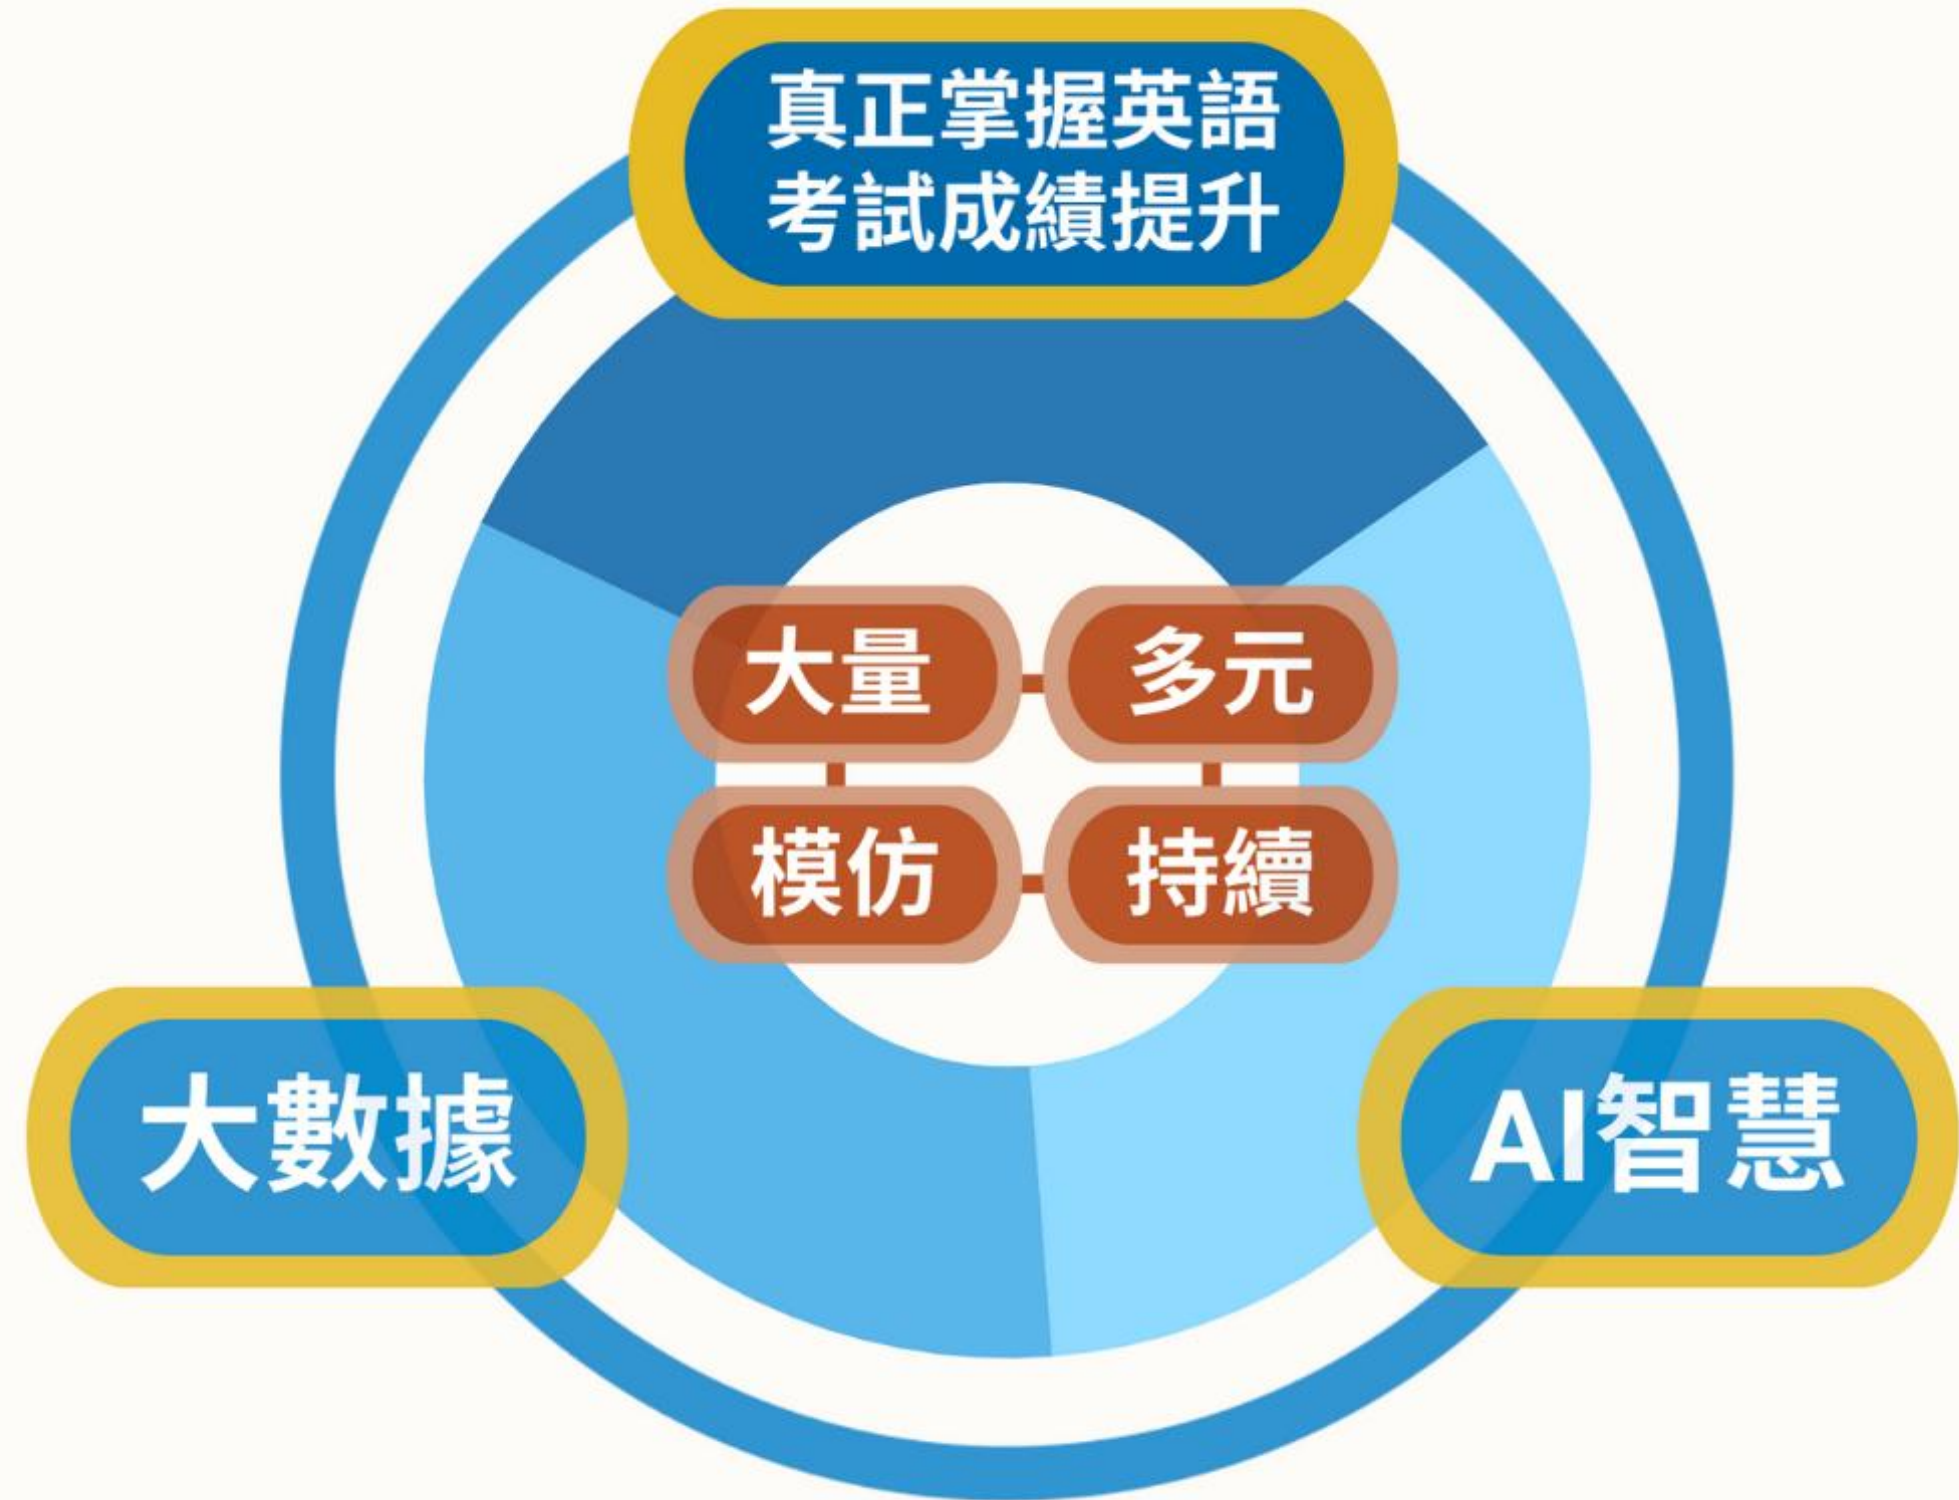 真正掌握英語
考試成績提升
大量
多元
模仿
持續
大數據
AI智慧